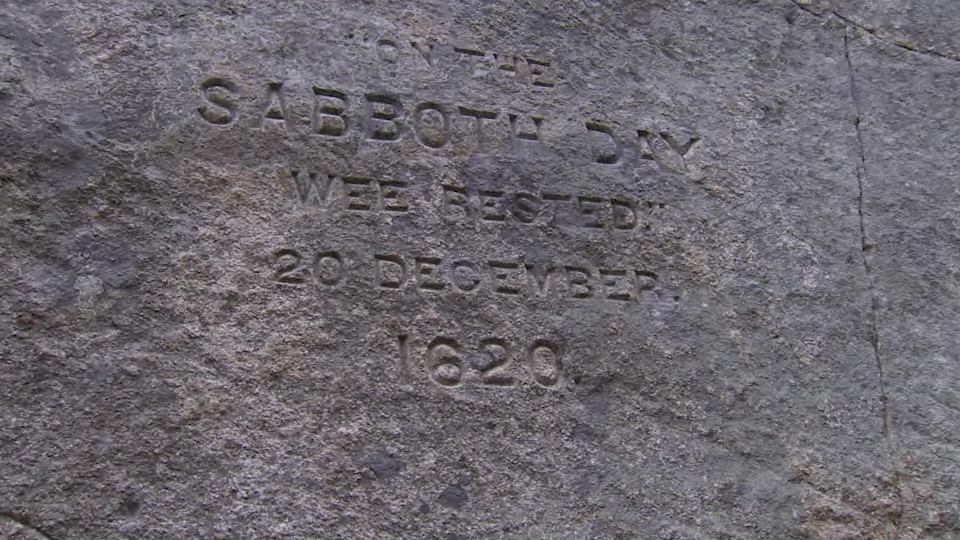 "ON THE
SABBOTH DAY
WEE RESTED."
20 DECEMBER.
1620.